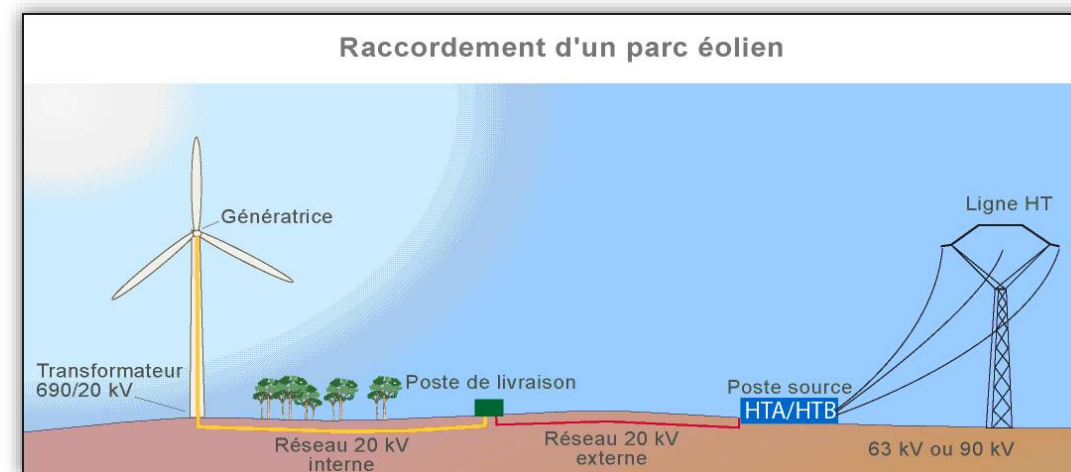 Raccordement d'un parc éolien
Génératrice
Ligne HT
Transformateur
690/20 kV
Poste de livraison
Poste source
HTA/HTB
Réseau 20 kV
interne
Réseau 20 kV
externe
63 kV ou 90 kV